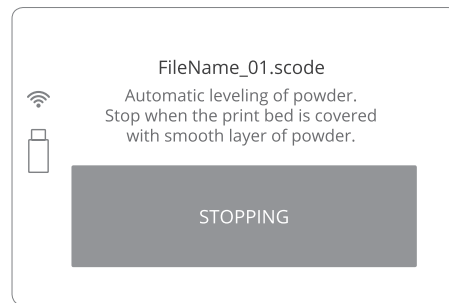 FileName_01.scode
Automatic leveling of powder.
Stop when the print bed is covered
with smooth layer of powder.
STOPPING